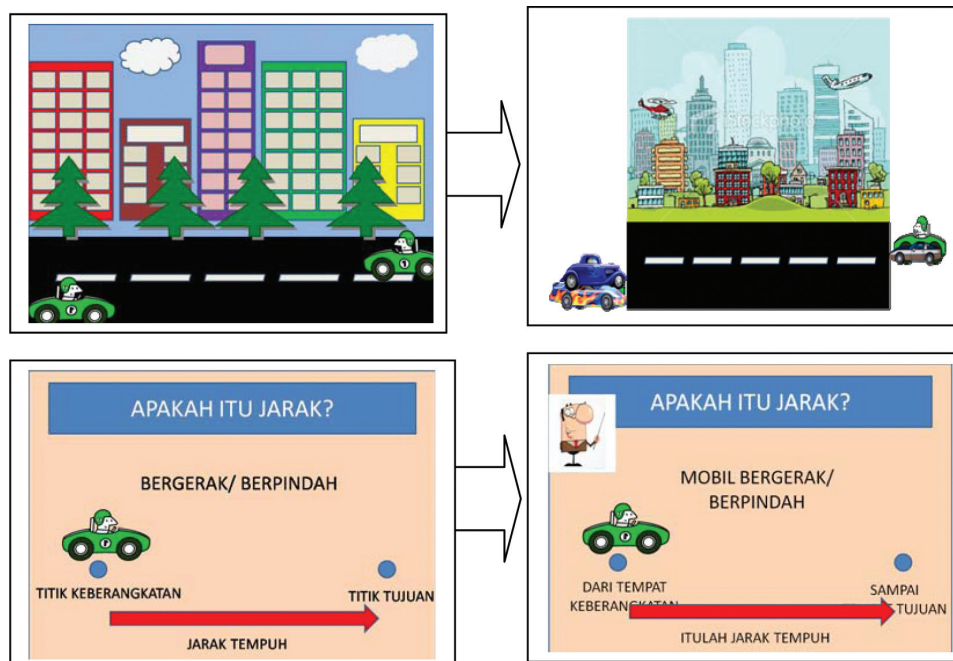 APAKAH ITU JARAK?
BERGERAK/ BERPINDAH
TITIK KEBERANGKATAN
TITIK TUJUAN
JARAK TEMPUH
APAKAH ITU JARAK?
MOBIL BERGERAK/
BERPINDAH
DARI TEMPAT
KEBERANGKATAN
SAMPAI
TUJUAN
ITULAH JARAK TEMPUH